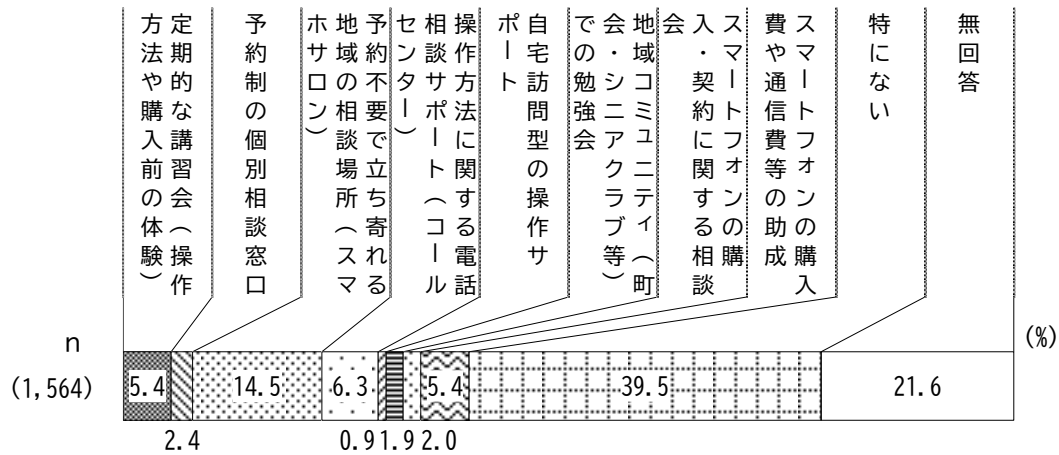 定期的な講習会（操作
方法や購入前の体験）
予約制の個別相談窓口
予約不要で立ち寄れる
地域の相談場所（スマ
ホサロン）
操作方法に関する電話
相談サポート（コール
センター）
自宅訪問型の操作サ
ポート
地域コミュニティ（町
会・シニアクラブ等）
での勉強会
スマートフォンの購
入・契約に関する相談
会
スマートフォンの購入
費や通信費等の助成
特にない
無回答
n
(%)
(1,564)
5.4
14.5
6.3
5.4
39.5
21.6
2.4
0.9
1.9
2.0